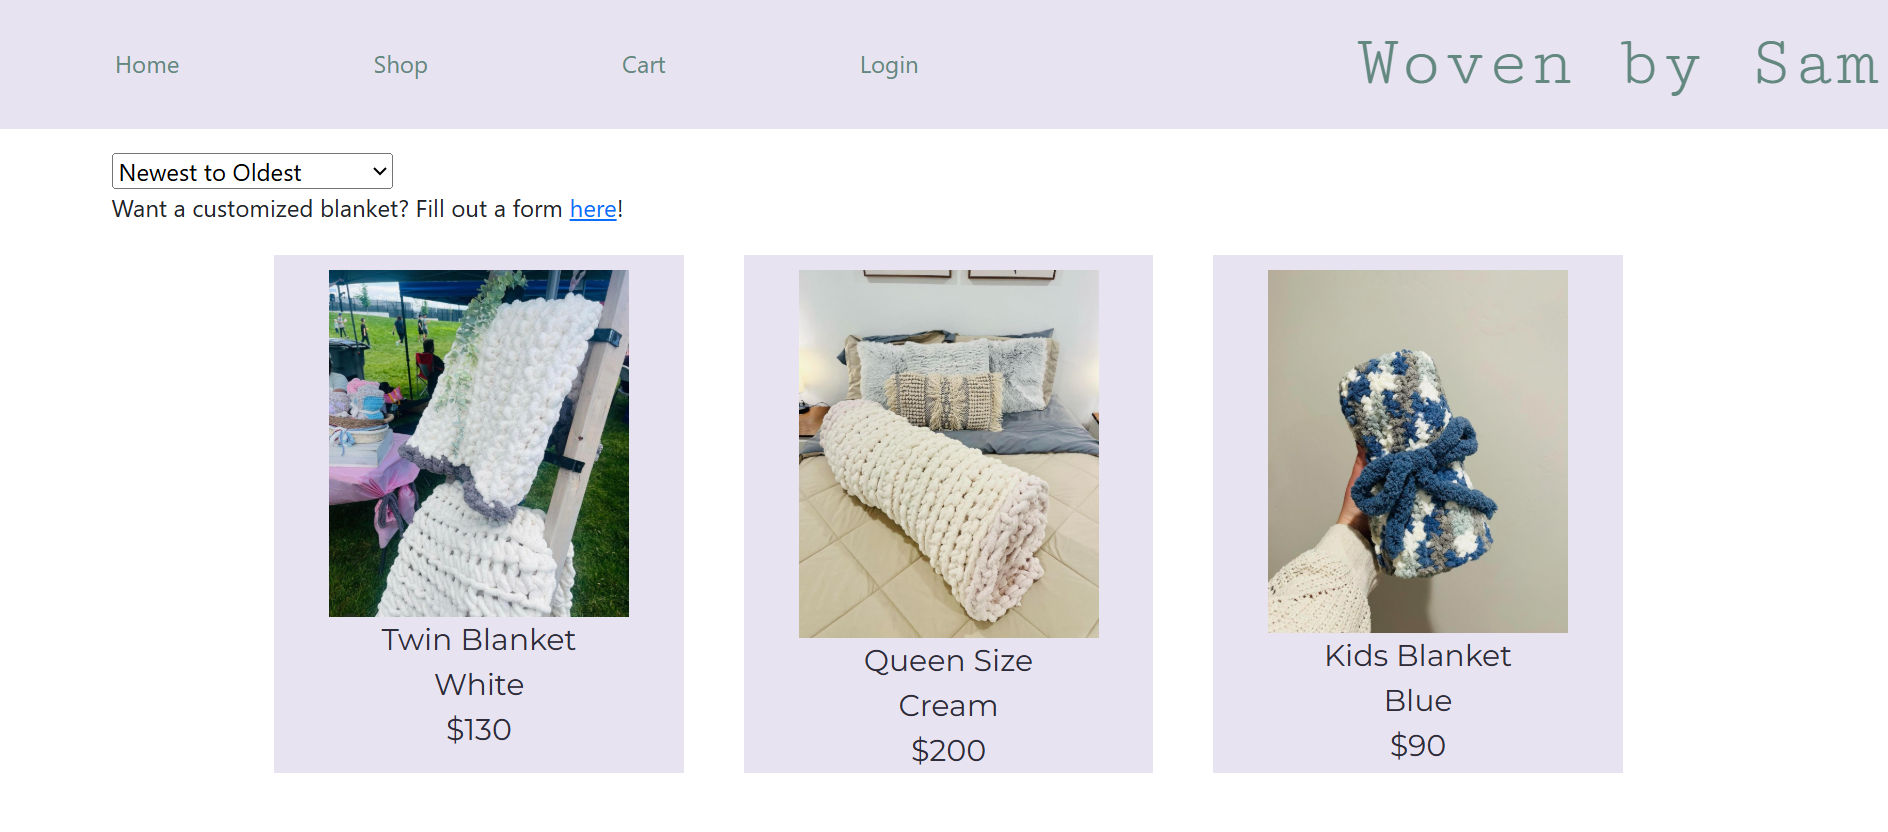 Home Shop Cart Login Woven by Sam
Newest to Oldest
Want a customized blanket? Fill out a form here!
Twin Blanket
White
$130
Queen Size
Cream
$200
Kids Blanket
Blue
$90